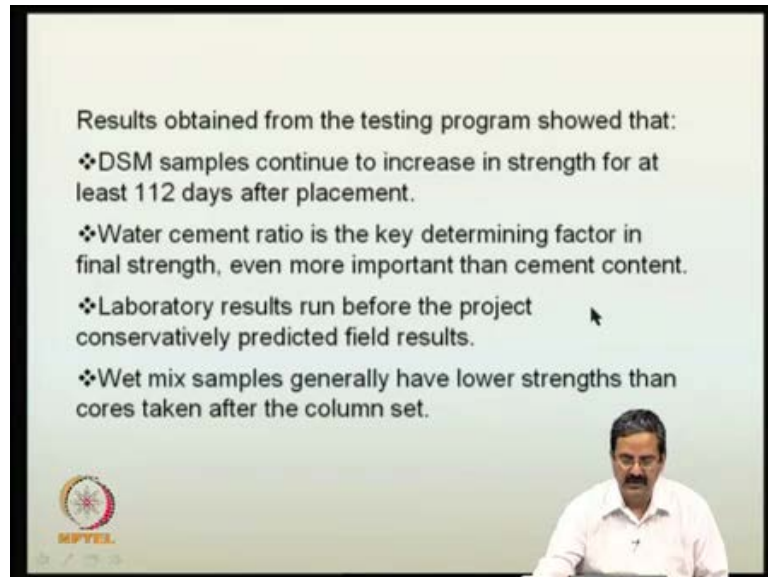 Results obtained from the testing program showed that:
❖DSM samples continue to increase in strength for at
least 112 days after placement.
❖Water cement ratio is the key determining factor in
final strength, even more important than cement content.
❖Laboratory results run before the project
conservatively predicted field results.
❖Wet mix samples generally have lower strengths than
cores taken after the column set.
NPTEL